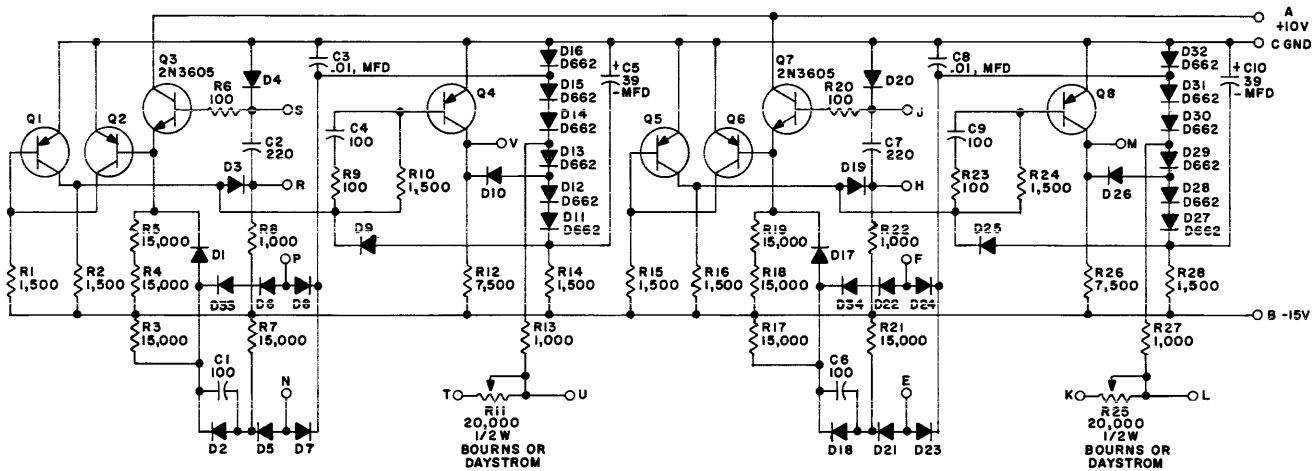 A
+10V
C GND
Q3
2N3605
R6
100
D4
S
C3
.01, MFD
Q4
D16
D662
D15
D662
D14
D662
D13
D662
D12
D662
D11
D662
+
C5
39
-MFD
Q1
Q2
C2
220
D3
R
C4
100
R9
100
R10
1,500
V
D10
D9
R5
15,000
D1
R8
1,000
P
R1
1,500
R2
1,500
R4
15,000
D33
D6
D8
R12
7,500
R14
1,500
R3
15,000
R7
15,000
C1
100
N
D2
D5
D7
R13
1,000
T
U
R11
20,000
1/2W
BOURNS OR
DAYSTROM
Q7
2N3605
R20
100
D20
J
C8
.01, MFD
Q8
D32
D662
D31
D662
D30
D662
D29
D662
D28
D662
D27
D662
+
C10
39
-MFD
Q5
Q6
C7
220
D19
H
C9
100
R23
100
R24
1,500
M
D26
D25
R19
15,000
D17
R22
1,000
F
R15
1,500
R16
1,500
R18
15,000
D34
D22
D24
R26
7,500
R28
1,500
B -15V
R17
15,000
R21
15,000
C6
100
E
D18
D21
D23
R27
1,000
K
L
R25
20,000
1/2W
BOURNS OR
DAYSTROM